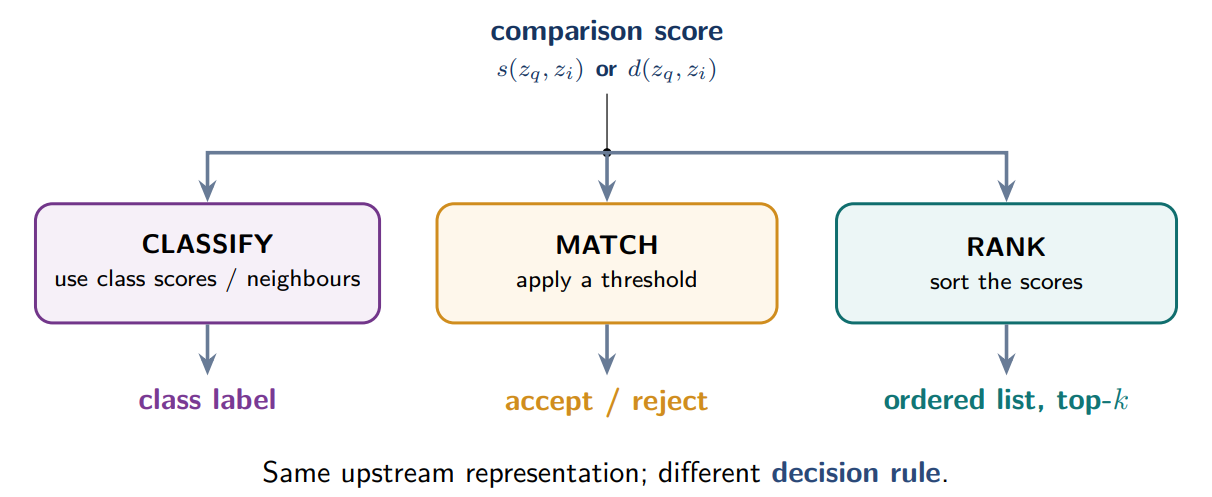 comparison score
s(z_q, z_i) or d(z_q, z_i)
CLASSIFY
use class scores / neighbours
MATCH
apply a threshold
RANK
sort the scores
class label
accept / reject
ordered list, top-k
Same upstream representation; different decision rule.